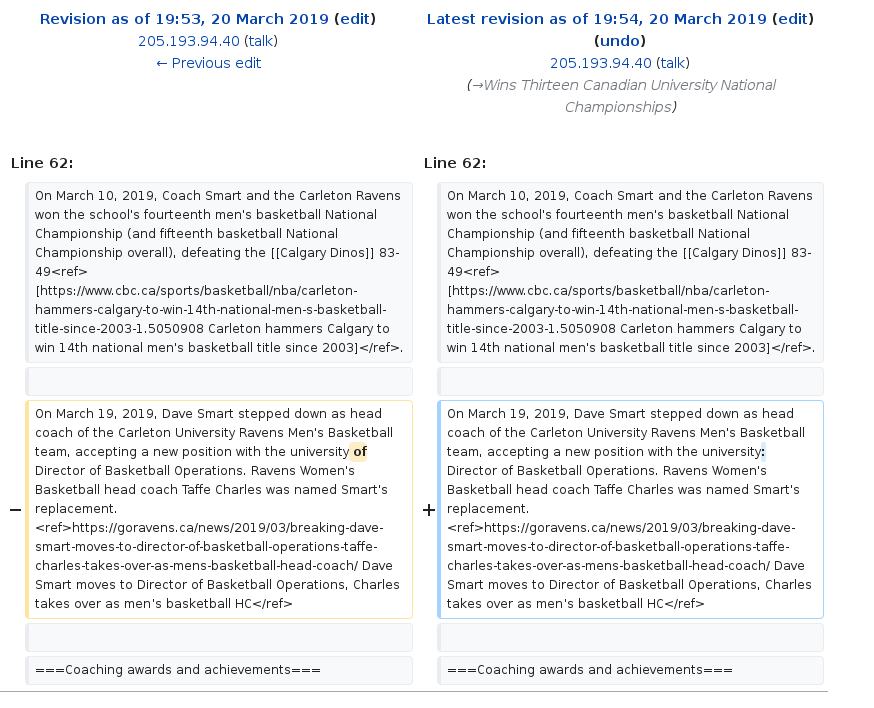 Revision as of 19:53, 20 March 2019 (edit)
205.193.94.40 (talk)
← Previous edit
Latest revision as of 19:54, 20 March 2019 (edit)
(undo)
205.193.94.40 (talk)
(→Wins Thirteen Canadian University National
Championships)
Line 62:
On March 10, 2019, Coach Smart and the Carleton Ravens
won the school's fourteenth men's basketball National
Championship (and fifteenth basketball National
Championship overall), defeating the [[Calgary Dinos]] 83-
49<ref>
[https://www.cbc.ca/sports/basketball/nba/carleton-
hammers-calgary-to-win-14th-national-men-s-basketball-
title-since-2003-1.5050908 Carleton hammers Calgary to
win 14th national men's basketball title since 2003]</ref>.
− On March 19, 2019, Dave Smart stepped down as head
coach of the Carleton University Ravens Men's Basketball
team, accepting a new position with the university of
Director of Basketball Operations. Ravens Women's
Basketball head coach Taffe Charles was named Smart's
replacement.
<ref>https://goravens.ca/news/2019/03/breaking-dave-
smart-moves-to-director-of-basketball-operations-taffe-
charles-takes-over-as-mens-basketball-head-coach/ Dave
Smart moves to Director of Basketball Operations, Charles
takes over as men's basketball HC</ref>
===Coaching awards and achievements===
Line 62:
On March 10, 2019, Coach Smart and the Carleton Ravens
won the school's fourteenth men's basketball National
Championship (and fifteenth basketball National
Championship overall), defeating the [[Calgary Dinos]] 83-
49<ref>
[https://www.cbc.ca/sports/basketball/nba/carleton-
hammers-calgary-to-win-14th-national-men-s-basketball-
title-since-2003-1.5050908 Carleton hammers Calgary to
win 14th national men's basketball title since 2003]</ref>.
+ On March 19, 2019, Dave Smart stepped down as head
coach of the Carleton University Ravens Men's Basketball
team, accepting a new position with the university:
Director of Basketball Operations. Ravens Women's
Basketball head coach Taffe Charles was named Smart's
replacement.
<ref>https://goravens.ca/news/2019/03/breaking-dave-
smart-moves-to-director-of-basketball-operations-taffe-
charles-takes-over-as-mens-basketball-head-coach/ Dave
Smart moves to Director of Basketball Operations, Charles
takes over as men's basketball HC</ref>
===Coaching awards and achievements===